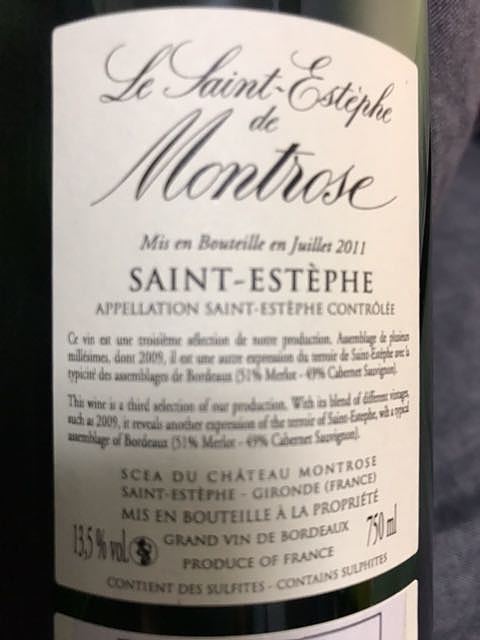 Le Saint-Estèphe
de
Montrose
Mis en Bouteille en Juillet 2011
SAINT-ESTÈPHE
APPELLATION SAINT-ESTÈPHE CONTRÔLÉE
Ce vin est une troisième sélection de notre production. Assemblage de plusieurs
millésimes, dont 2009, il est une autre expression du terroir de Saint-Estèphe avec la
typicité des assemblages de Bordeaux (51% Merlot - 49% Cabernet Sauvignon).
This wine is a third selection of our production. With its blend of different vintages,
such as 2009, it reveals another expression of the terroir of Saint-Estephe, with a typical
assemblage of Bordeaux (51% Merlot - 49% Cabernet Sauvignon).
SCEA DU CHÂTEAU MONTROSE
SAINT-ESTÈPHE - GIRONDE (FRANCE)
MIS EN BOUTEILLE À LA PROPRIÉTÉ
13,5 % vol. GRAND VIN DE BORDEAUX 750 ml
PRODUCE OF FRANCE
CONTIENT DES SULFITES - CONTAINS SULPHITES